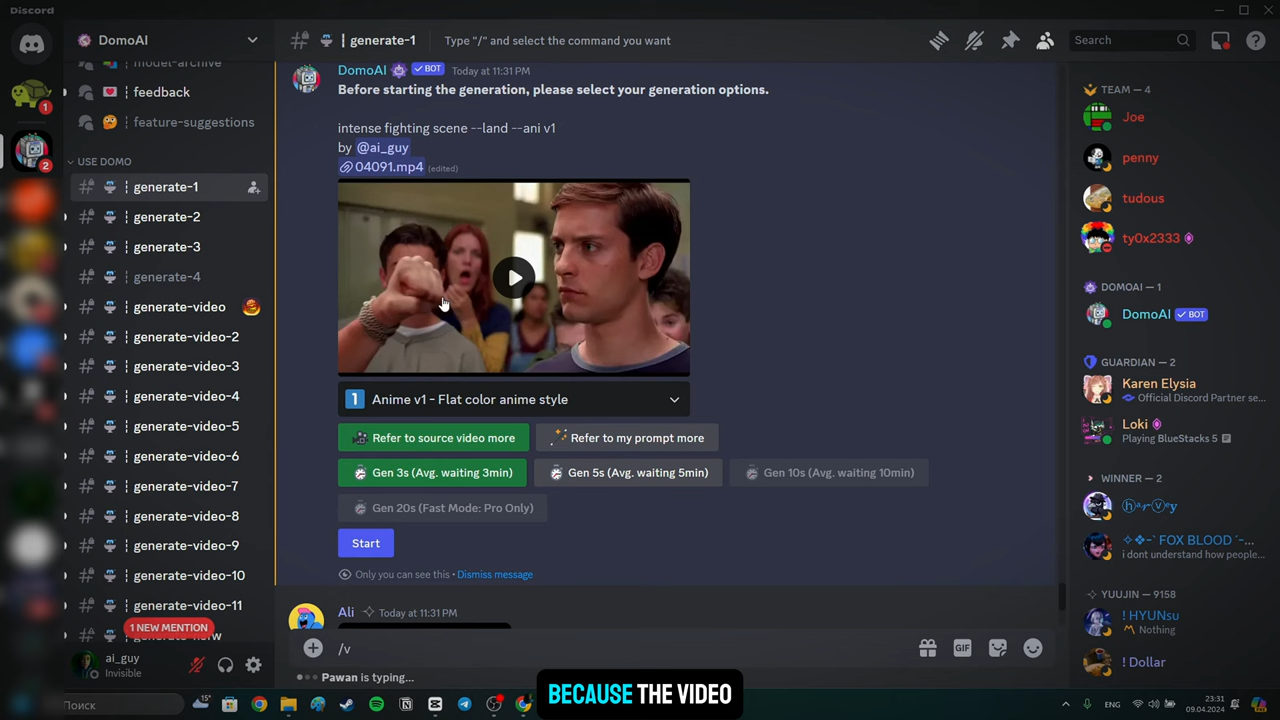 Discord
DomoAI
generate-1
Type "/" and select the command you want
Search
model-archive
feedback
feature-suggestions
USE DOMO
generate-1
generate-2
generate-3
generate-4
generate-video
generate-video-2
generate-video-3
generate-video-4
generate-video-5
generate-video-6
generate-video-7
generate-video-8
generate-video-9
generate-video-10
generate-video-11
1 NEW MENTION
ai_guy
Invisible
1
2
DomoAI BOT Today at 11:31 PM
Before starting the generation, please select your generation options.
intense fighting scene --land --ani v1
by @ai_guy
04091.mp4 (edited)
1 Anime v1 - Flat color anime style
Refer to source video more
Refer to my prompt more
Gen 3s (Avg. waiting 3min)
Gen 5s (Avg. waiting 5min)
Gen 10s (Avg. waiting 10min)
Gen 20s (Fast Mode: Pro Only)
Start
Only you can see this • Dismiss message
Ali Today at 11:31 PM
/v
GIF
Pawan is typing...
TEAM — 4
Joe
penny
tudous
ty0x2333
DOMOAI — 1
DomoAI BOT
GUARDIAN — 2
Karen Elysia
Official Discord Partner se...
Loki
Playing BlueStacks 5
WINNER — 2
ⓗⓐⓡⓥⓔy
FOX BLOOD
i dont understand how people...
YUUJIN — 9158
! HYUNsu
Nothing
! Dollar
BECAUSE THE VIDEO
Поиск
15°
ENG
23:31
09.04.2024